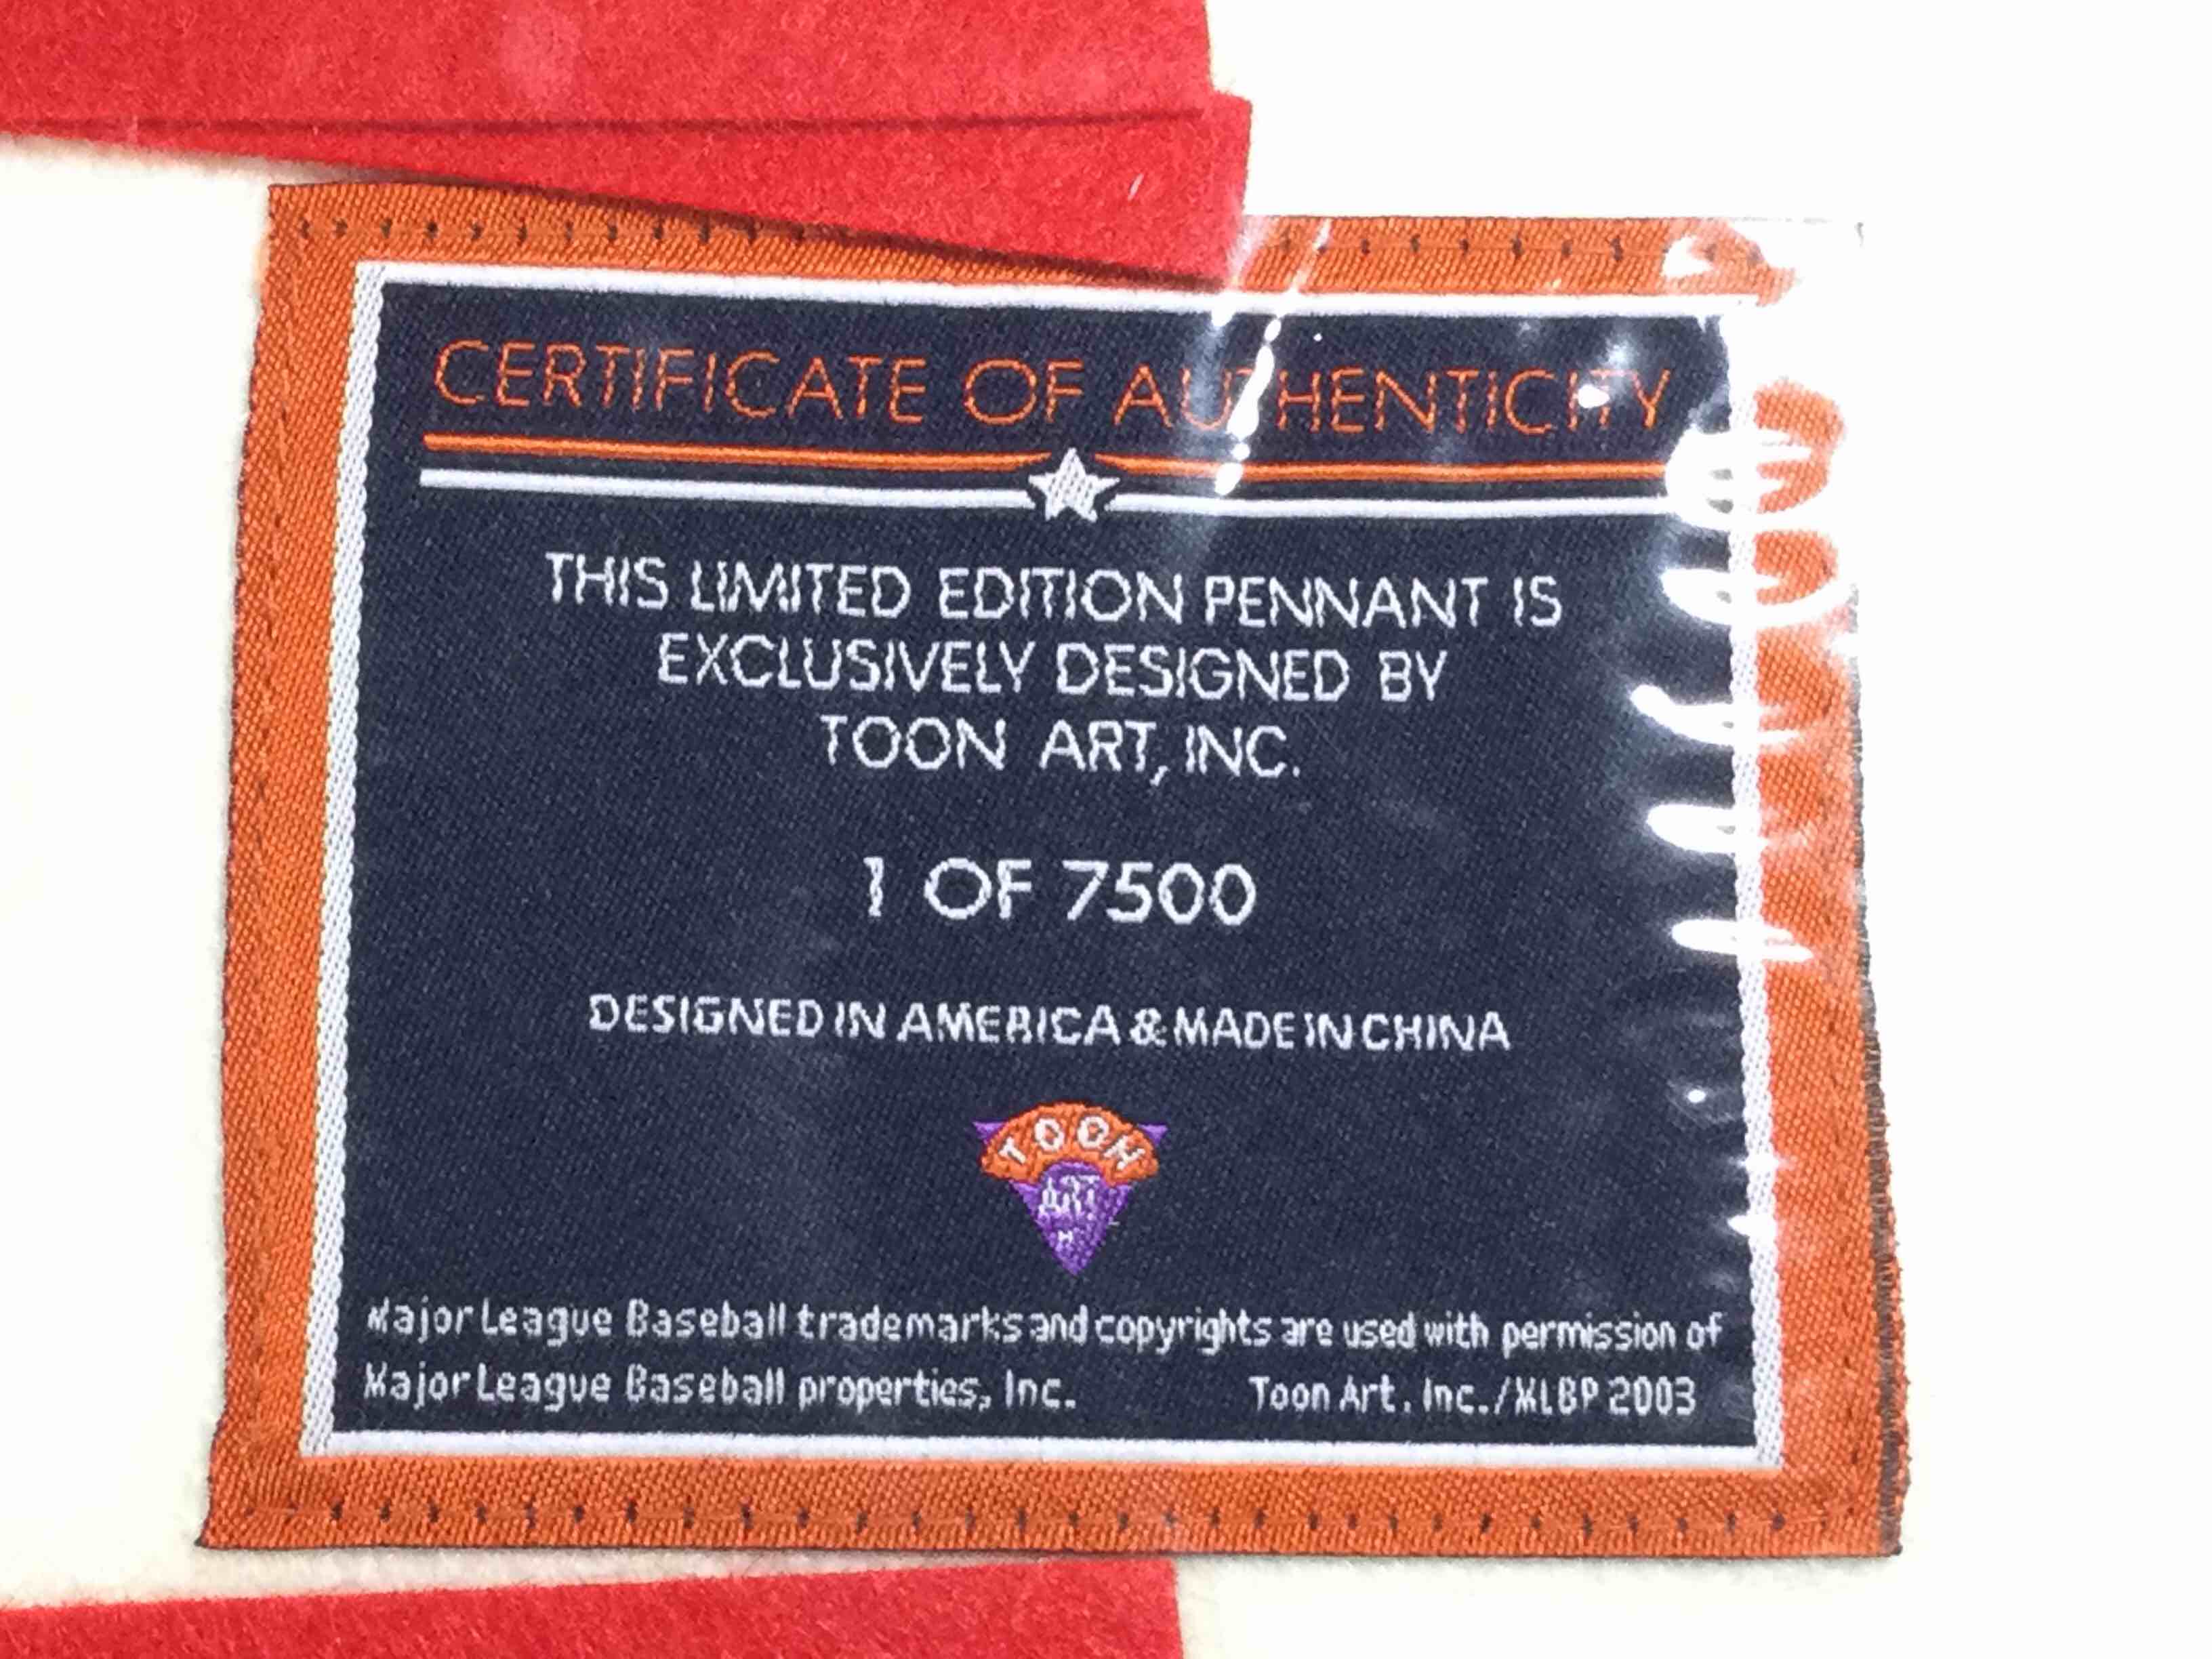 CERTIFICATE OF AUTHENTICITY
THIS LIMITED EDITION PENNANT IS
EXCLUSIVELY DESIGNED BY
TOON ART, INC.
1 OF 7500
DESIGNED IN AMERICA & MADE IN CHINA
TOON
ART
Major League Baseball trademarks and copyrights are used with permission of
Major League Baseball properties, Inc. Toon Art. Inc./MLBP 2003